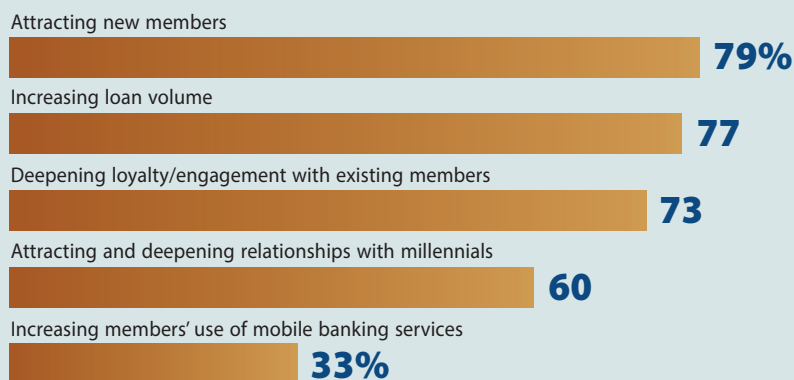 Attracting new members
79%
Increasing loan volume
77
Deepening loyalty/engagement with existing members
73
Attracting and deepening relationships with millennials
60
Increasing members’ use of mobile banking services
33%